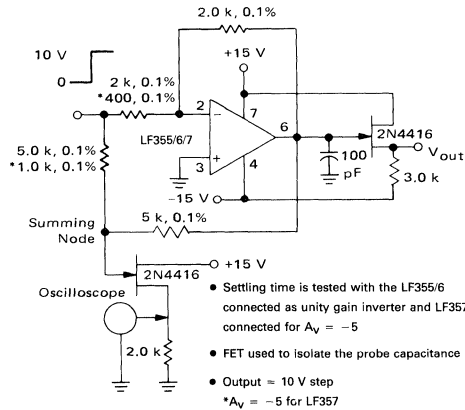 2.0 k, 0.1%
+15 V
10 V
0
2 k, 0.1%
*400, 0.1%
2
7
6
2N4416
LF355/6/7
5.0 k, 0.1%
*1.0 k, 0.1%
3
4
100
pF
Vout
3.0 k
-15 V
5 k, 0.1%
Summing
Node
+15 V
2N4416
Oscilloscope
2.0 k
• Settling time is tested with the LF355/6
connected as unity gain inverter and LF357
connected for Av = -5
• FET used to isolate the probe capacitance
• Output = 10 V step
*Av = -5 for LF357